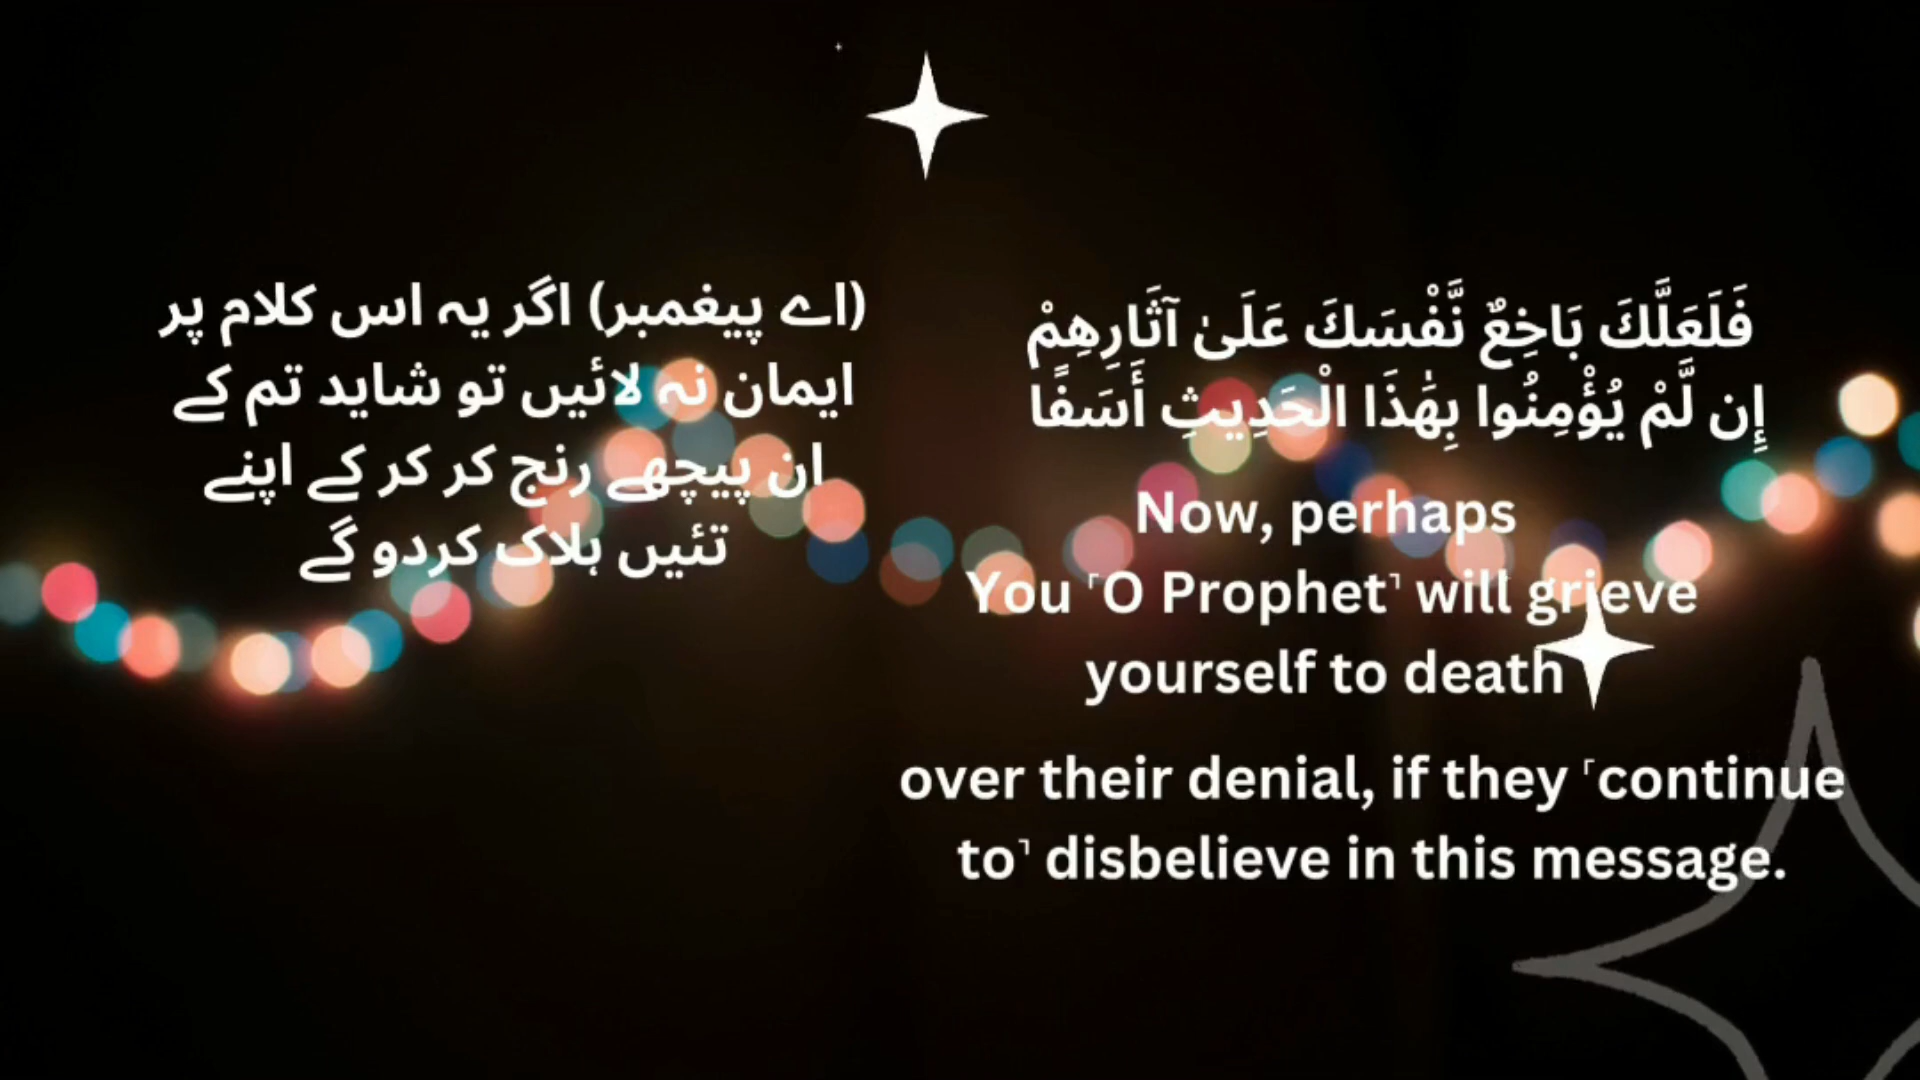 فَلَعَلَّكَ بَاخِعٌ نَّفْسَكَ عَلَىٰ آثَارِهِمْ
إِن لَّمْ يُؤْمِنُوا بِهَٰذَا الْحَدِيثِ أَسَفًا
Now, perhaps
You ˹O Prophet˺ will grieve
yourself to death
over their denial, if they ˹continue
to˺ disbelieve in this message.
(اے پیغمبر) اگر یہ اس کلام پر
ایمان نہ لائیں تو شاید تم کے
ان پیچھے رنج کر کر کے اپنے
تئیں ہلاک کردو گے